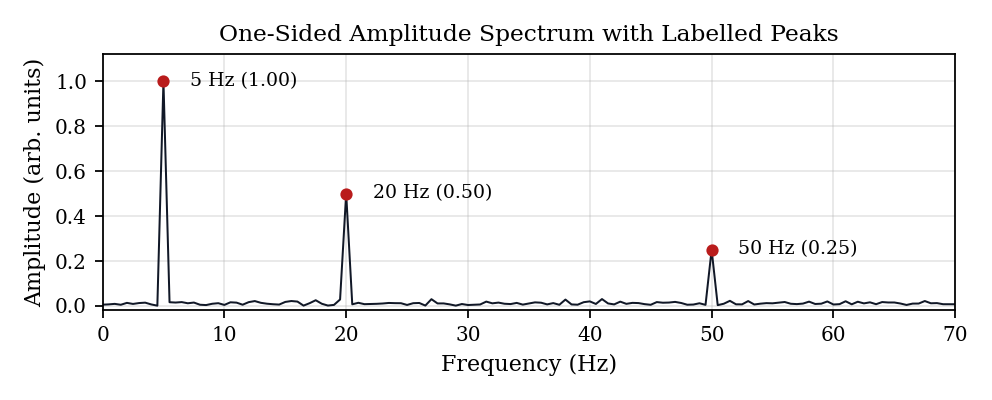 One-Sided Amplitude Spectrum with Labelled Peaks
Amplitude (arb. units)
1.0
0.8
0.6
0.4
0.2
0.0
5 Hz (1.00)
20 Hz (0.50)
50 Hz (0.25)
0 10 20 30 40 50 60 70
Frequency (Hz)